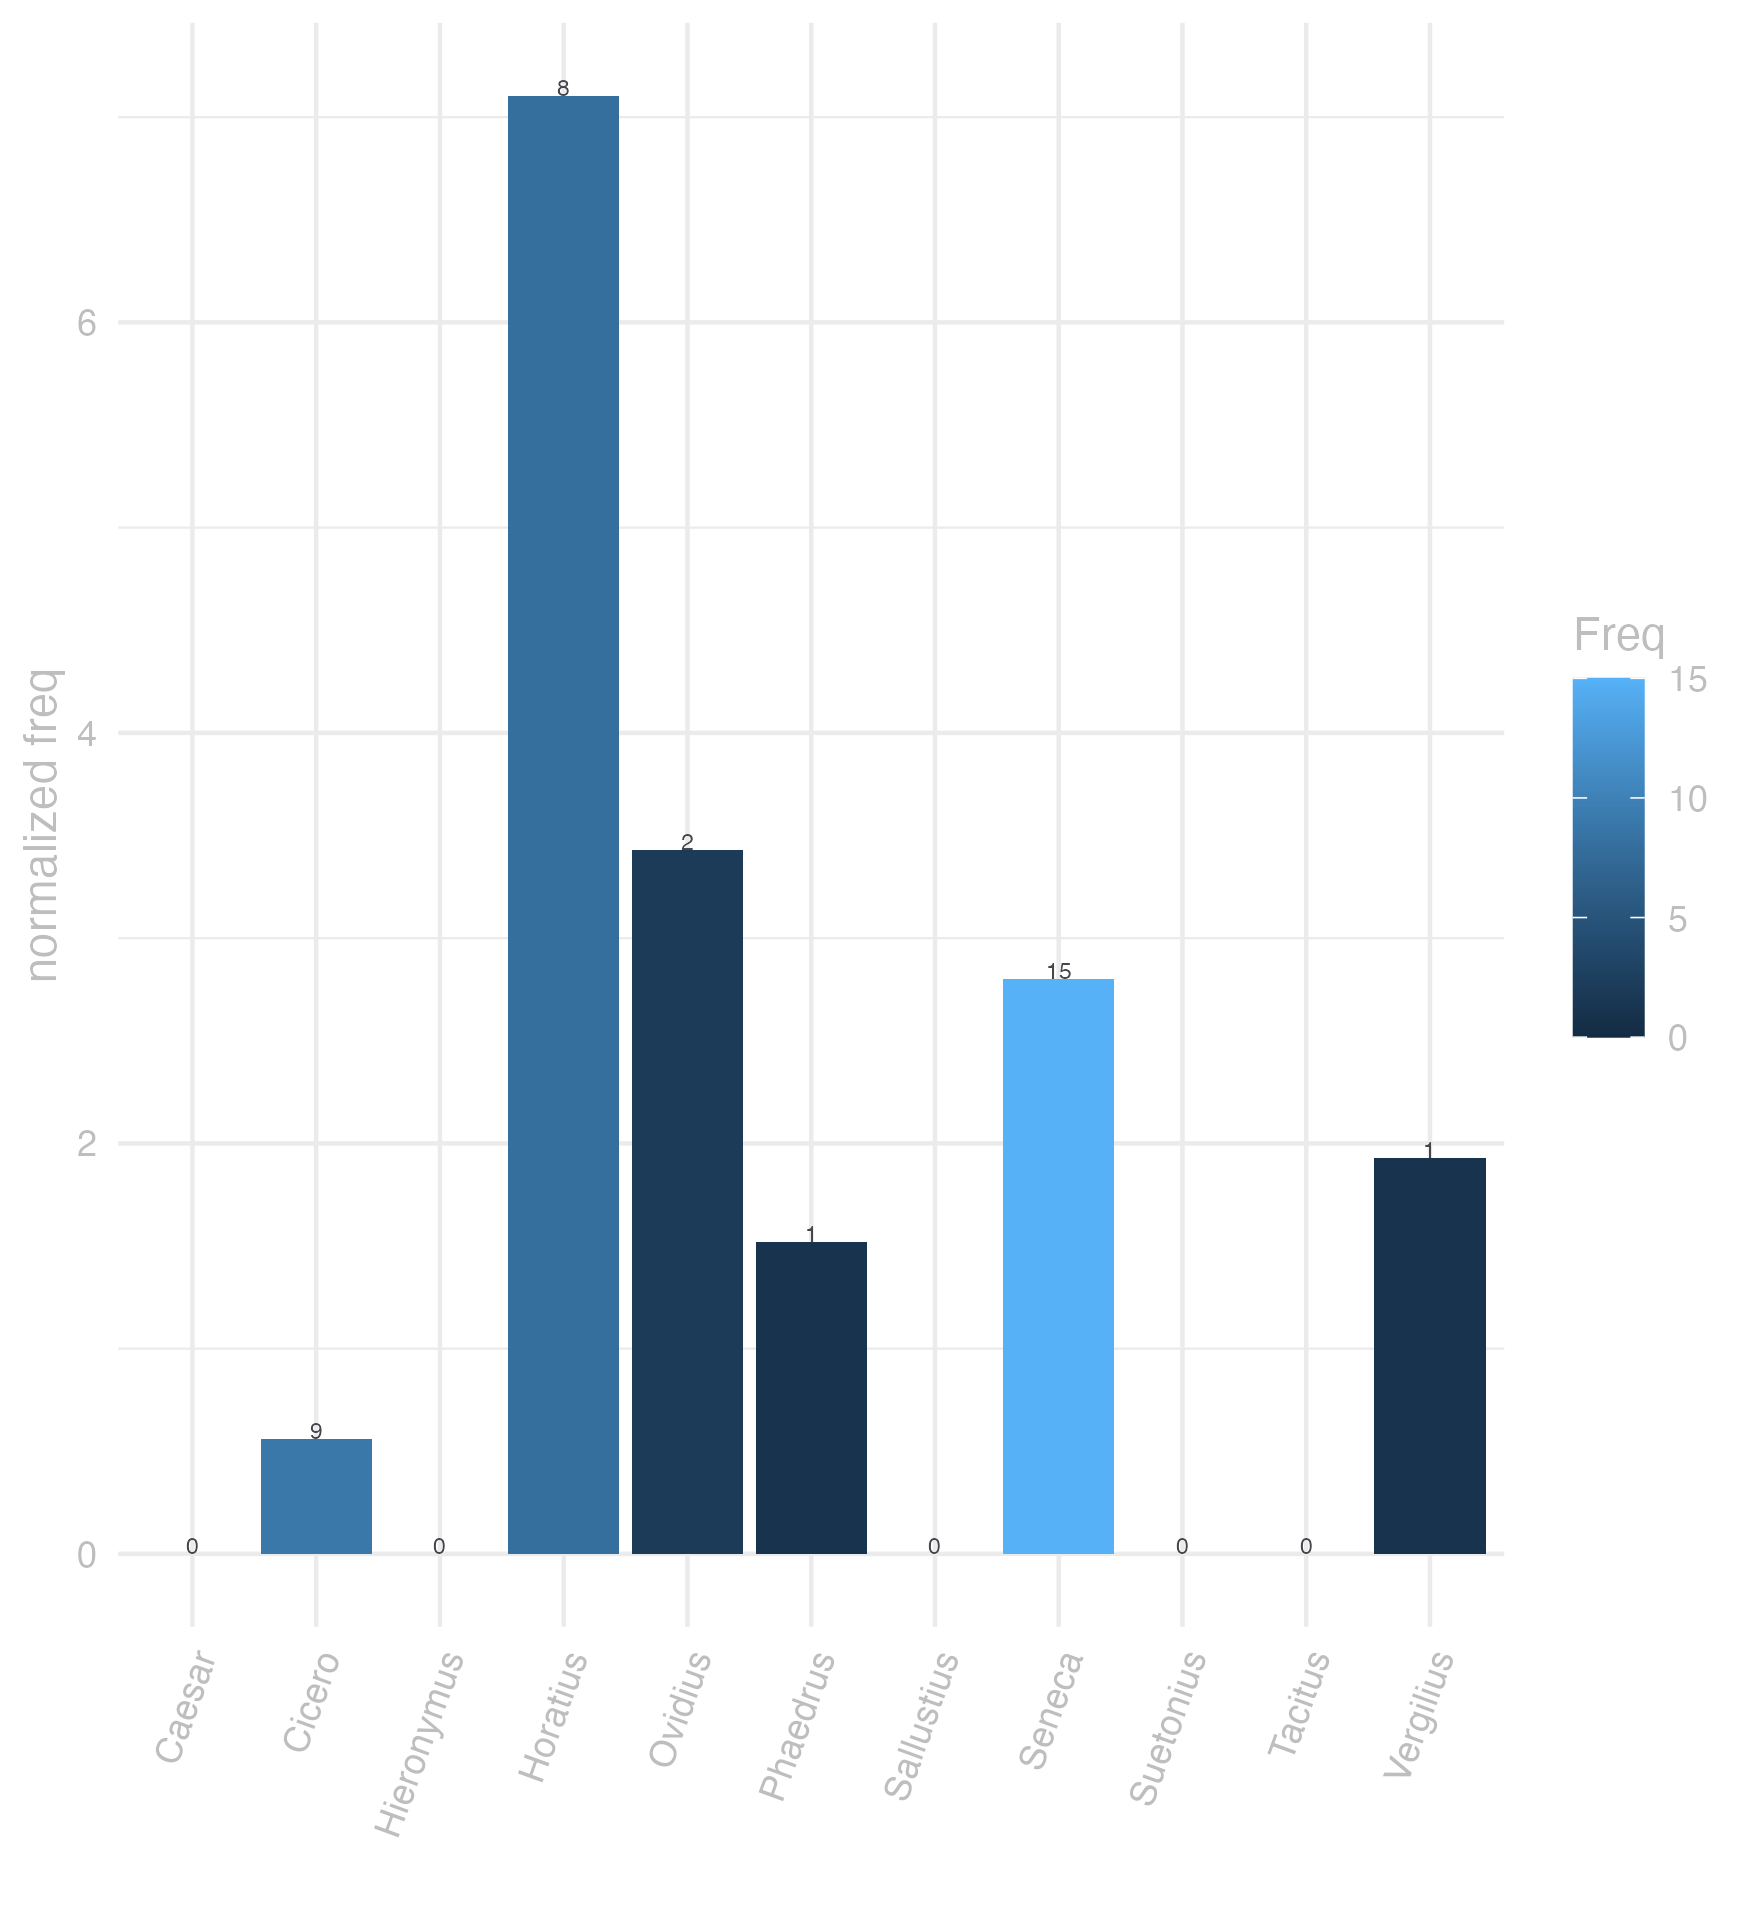 normalized freq
6
4
2
0
0
9
0
8
2
1
0
15
0
0
1
Caesar
Cicero
Hieronymus
Horatius
Ovidius
Phaedrus
Sallustius
Seneca
Suetonius
Tacitus
Vergilius
Freq
15
10
5
0